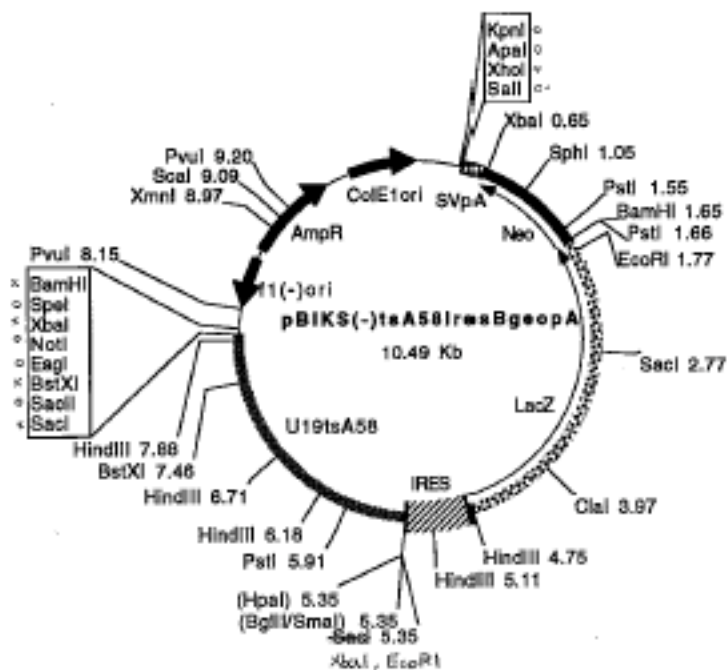 KpnI
ApaI
XhoI
SalI
XbaI 0.65
SphI 1.05
PstI 1.55
BamHI 1.65
PstI 1.66
EcoRI 1.77
PvuI 9.20
ScaI 9.09
XmnI 8.97
ColE1ori
SVpA
Neo
AmpR
PvuI 8.15
f1(-)ori
BamHI
SpeI
XbaI
NotI
EagI
BstXI
SacII
SacI
pBIKS(-)tsA58IresBgeopA
10.49 Kb
SacI 2.77
LacZ
U19tsA58
HindIII 7.88
BstXI 7.46
HindIII 6.71
IRES
ClaI 3.97
HindIII 6.18
PstI 5.91
HindIII 4.75
HindIII 5.11
(HpaI) 5.35
(BglII/SmaI) 5.35
SacI 5.35
XbaI, EcoRI